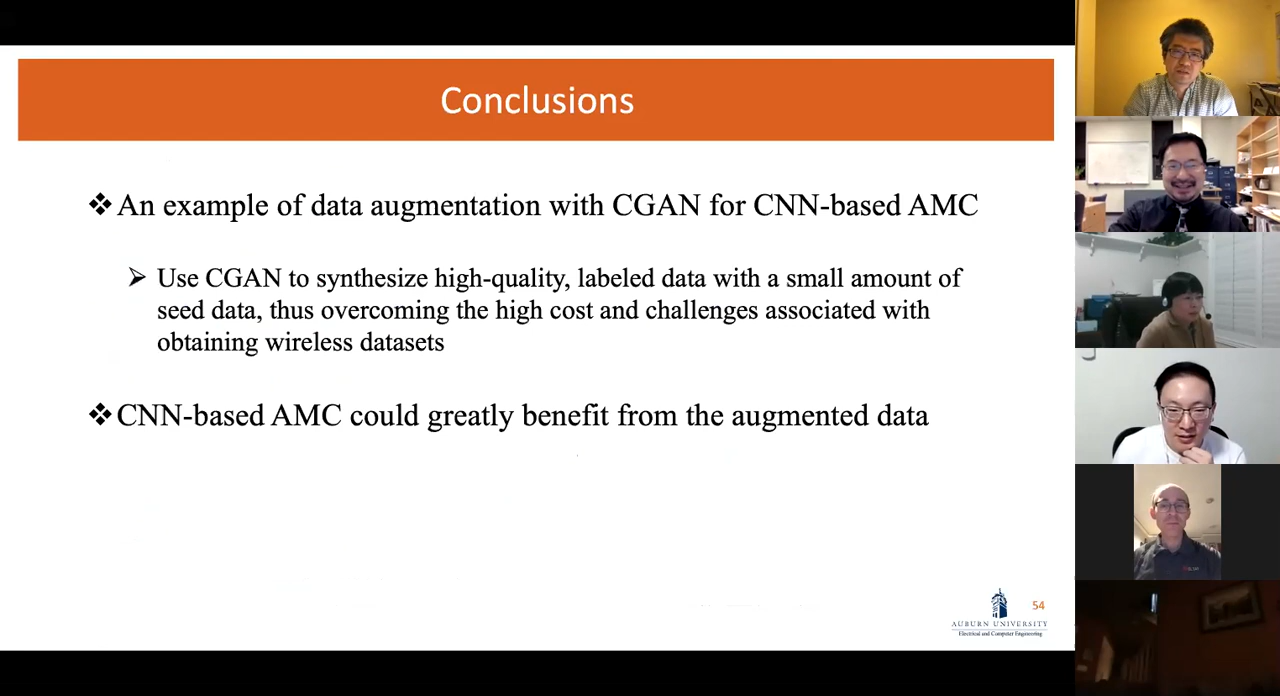 Conclusions
❖ An example of data augmentation with CGAN for CNN-based AMC
➢ Use CGAN to synthesize high-quality, labeled data with a small amount of
seed data, thus overcoming the high cost and challenges associated with
obtaining wireless datasets
❖ CNN-based AMC could greatly benefit from the augmented data
54
AUBURN UNIVERSITY
Electrical and Computer Engineering